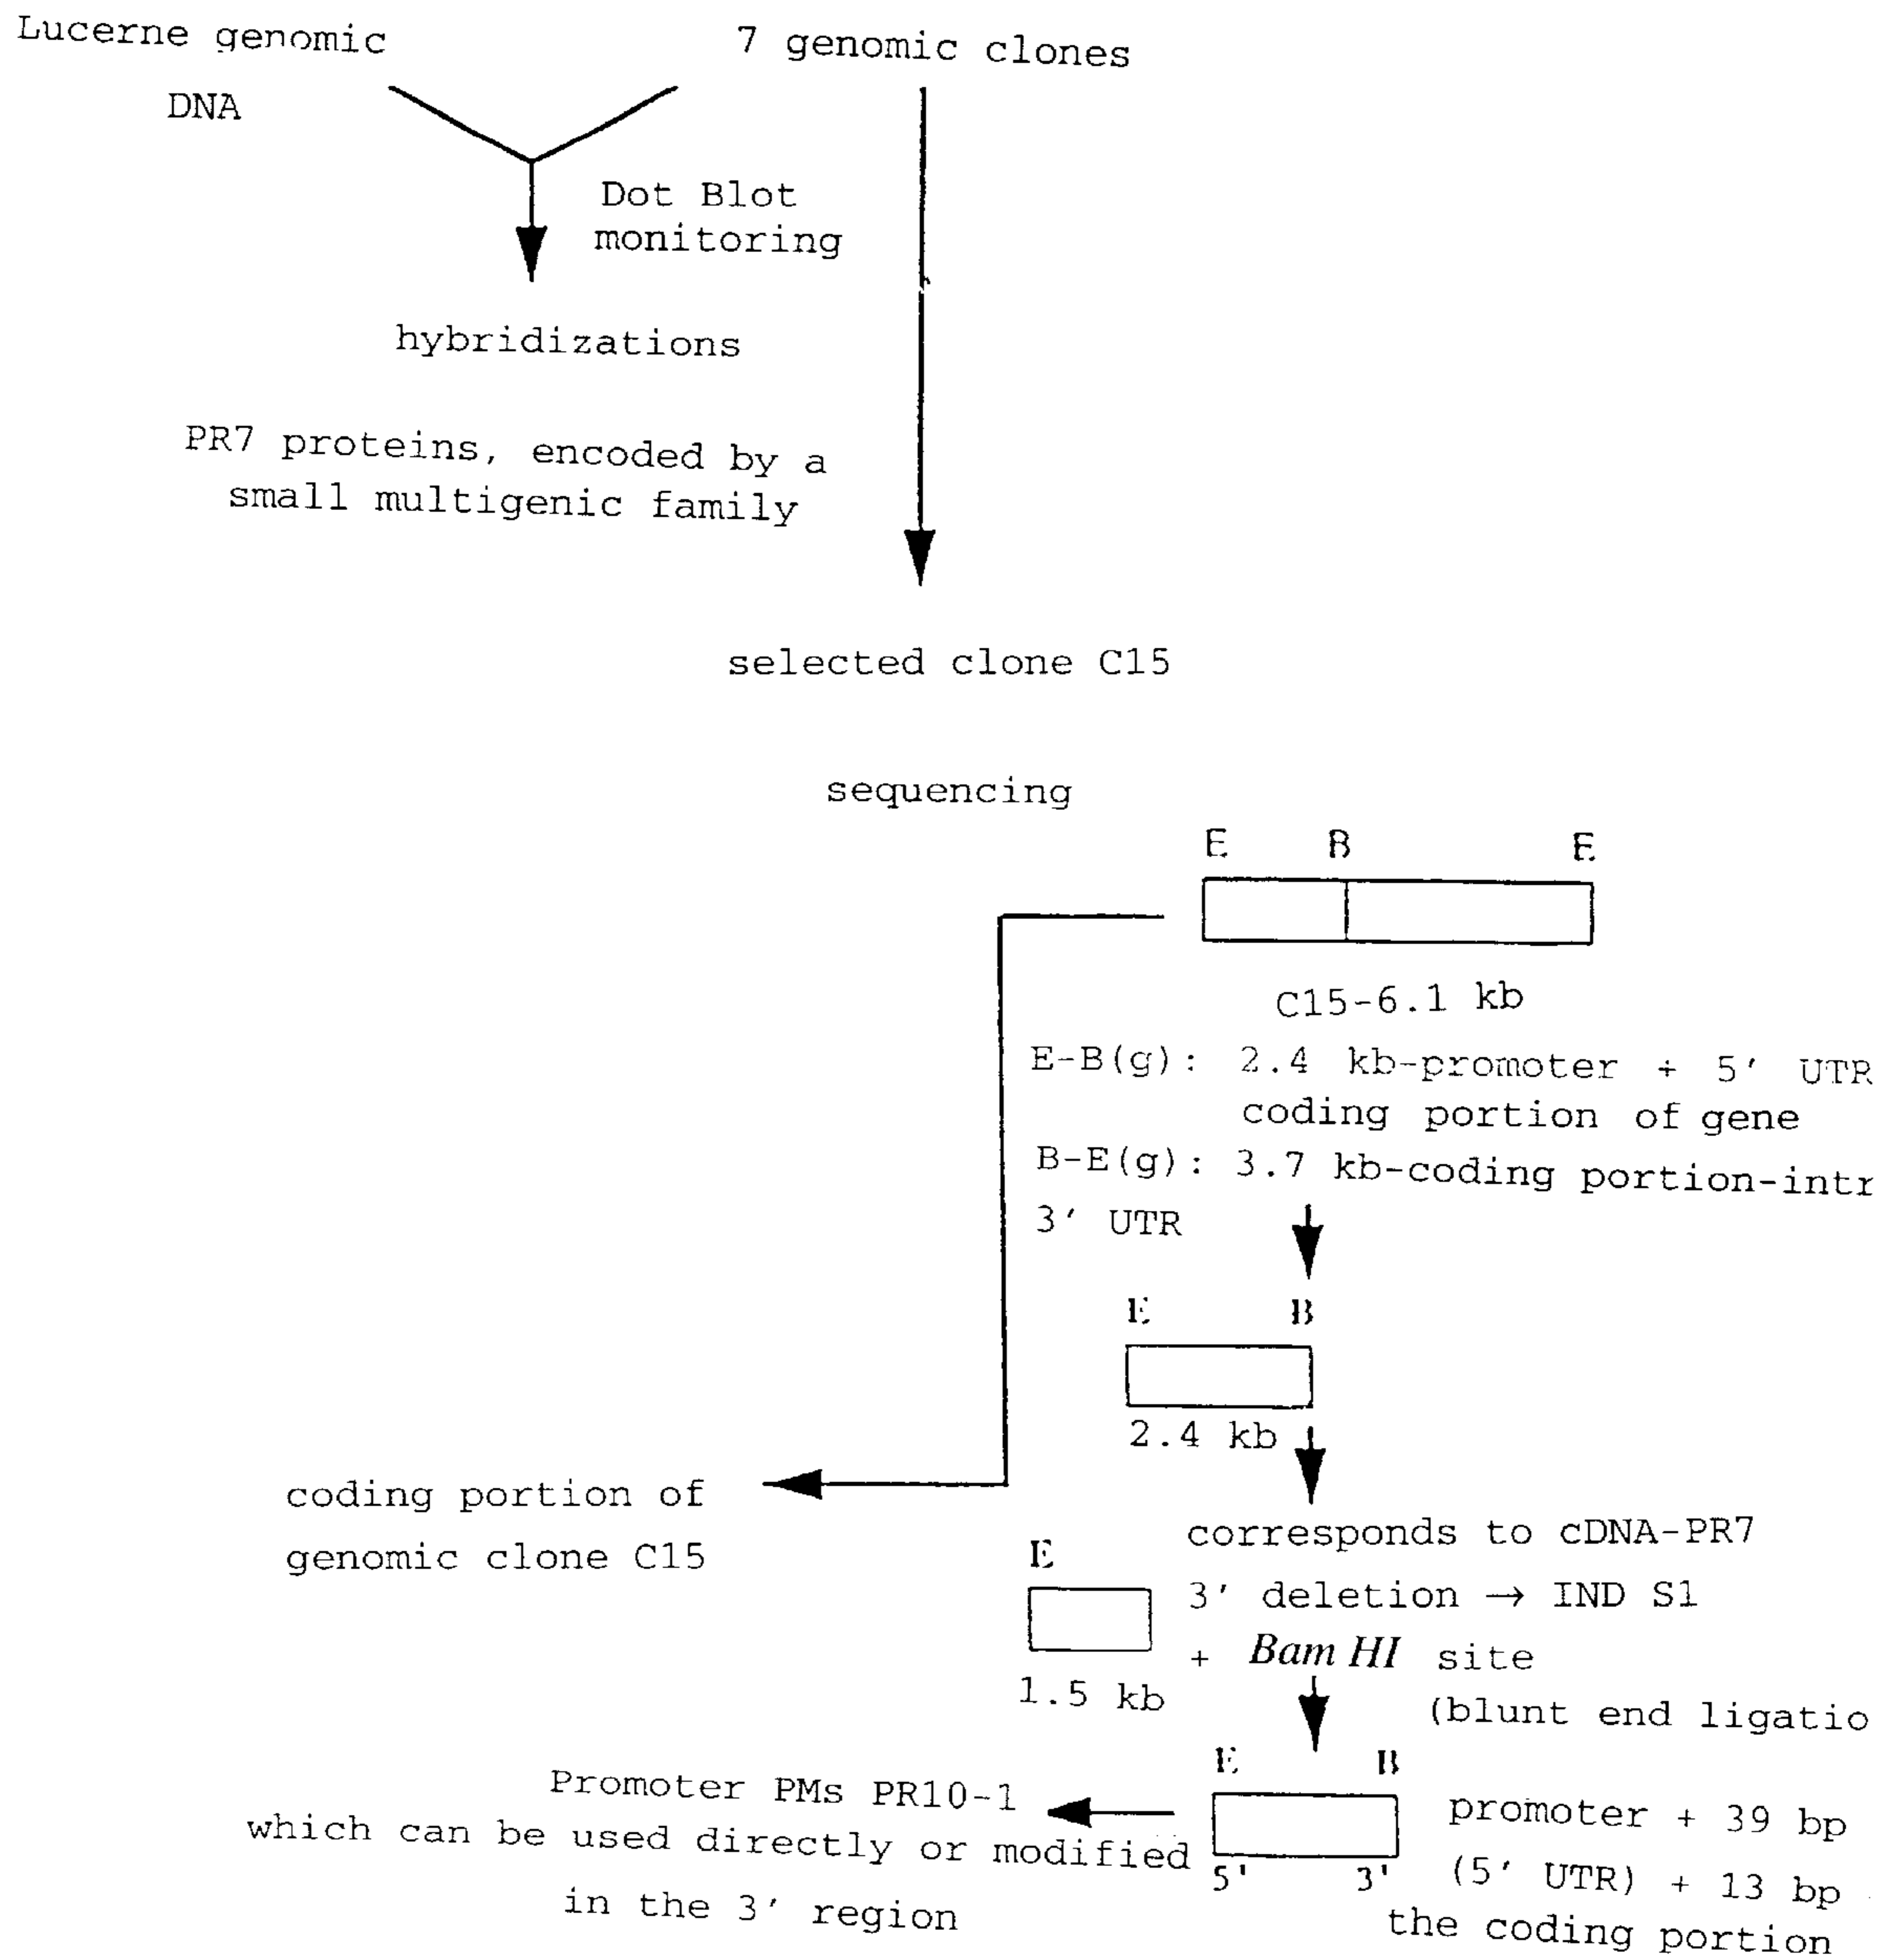 Lucerne genomic
DNA
7 genomic clones
Dot Blot
monitoring
hybridizations
PR7 proteins, encoded by a
small multigenic family
selected clone C15
sequencing
E B E
C15-6.1 kb
E-B(g): 2.4 kb-promoter + 5' UTR
coding portion of gene
B-E(g): 3.7 kb-coding portion-intr
3' UTR
E B
2.4 kb
coding portion of
genomic clone C15
corresponds to cDNA-PR7
3' deletion → IND S1
+ Bam HI site
(blunt end ligatio
E
1.5 kb
E B
5' 3'
promoter + 39 bp
(5' UTR) + 13 bp
the coding portion
Promoter PMs PR10-1
which can be used directly or modified
in the 3' region